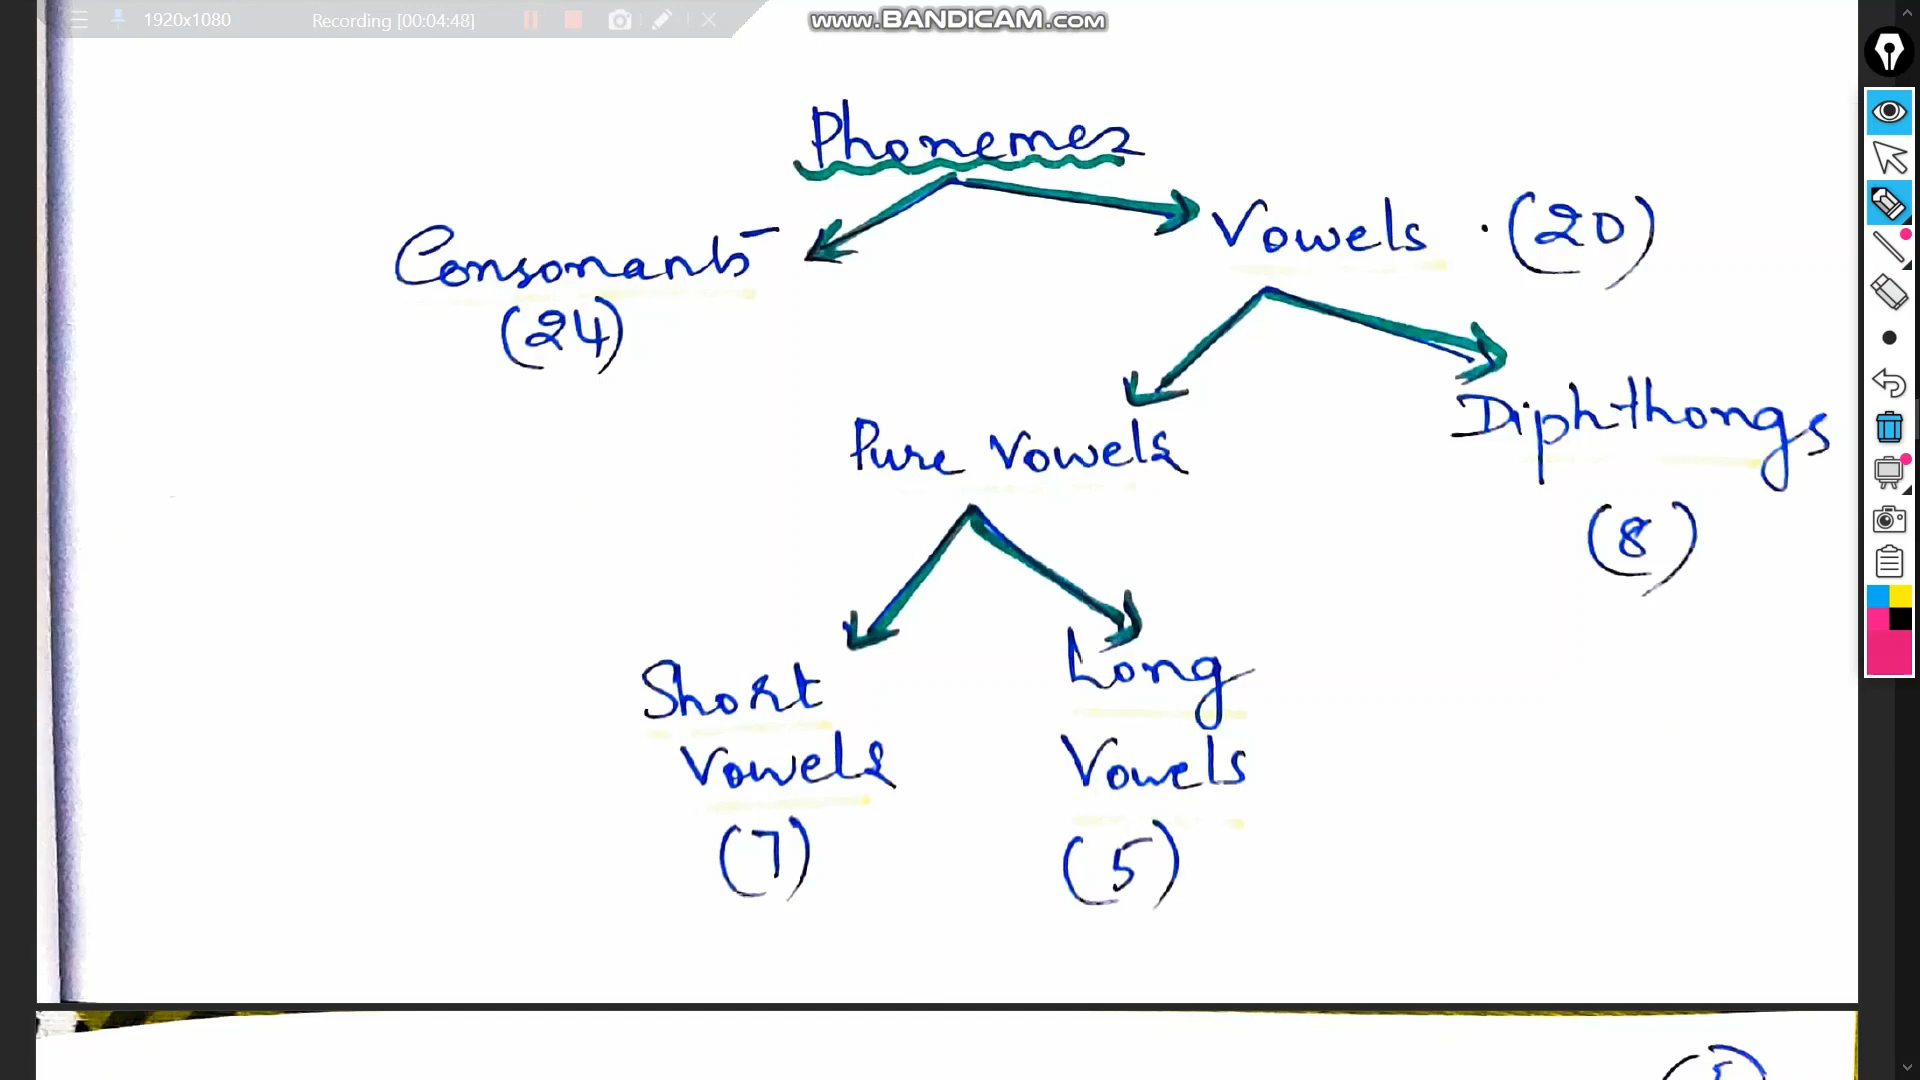 1920x1080 Recording [00:04:48]
www.BANDICAM.com
Phonemes
Consonants
(24)
Vowels . (20)
Pure Vowels
Diphthongs
(8)
Short
Vowels
(7)
Long
Vowels
(5)